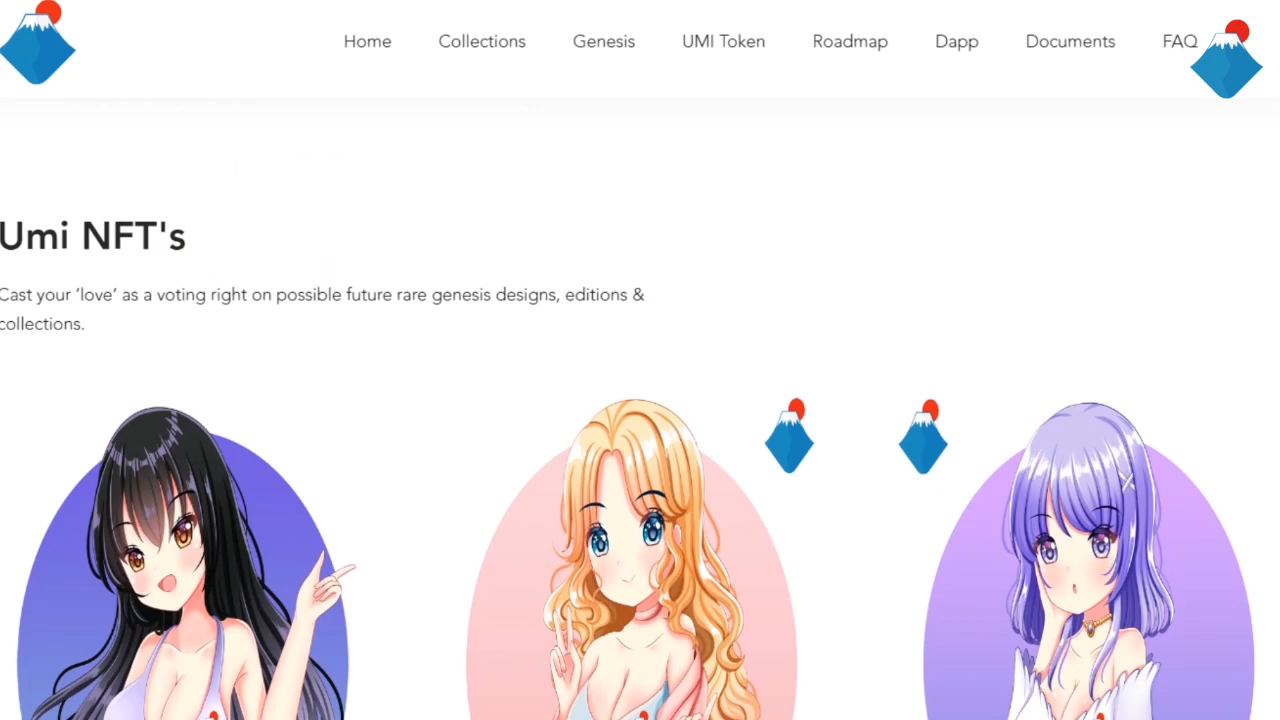 Home Collections Genesis UMI Token Roadmap Dapp Documents FAQ
Umi NFT's
Cast your ‘love’ as a voting right on possible future rare genesis designs, editions &
collections.